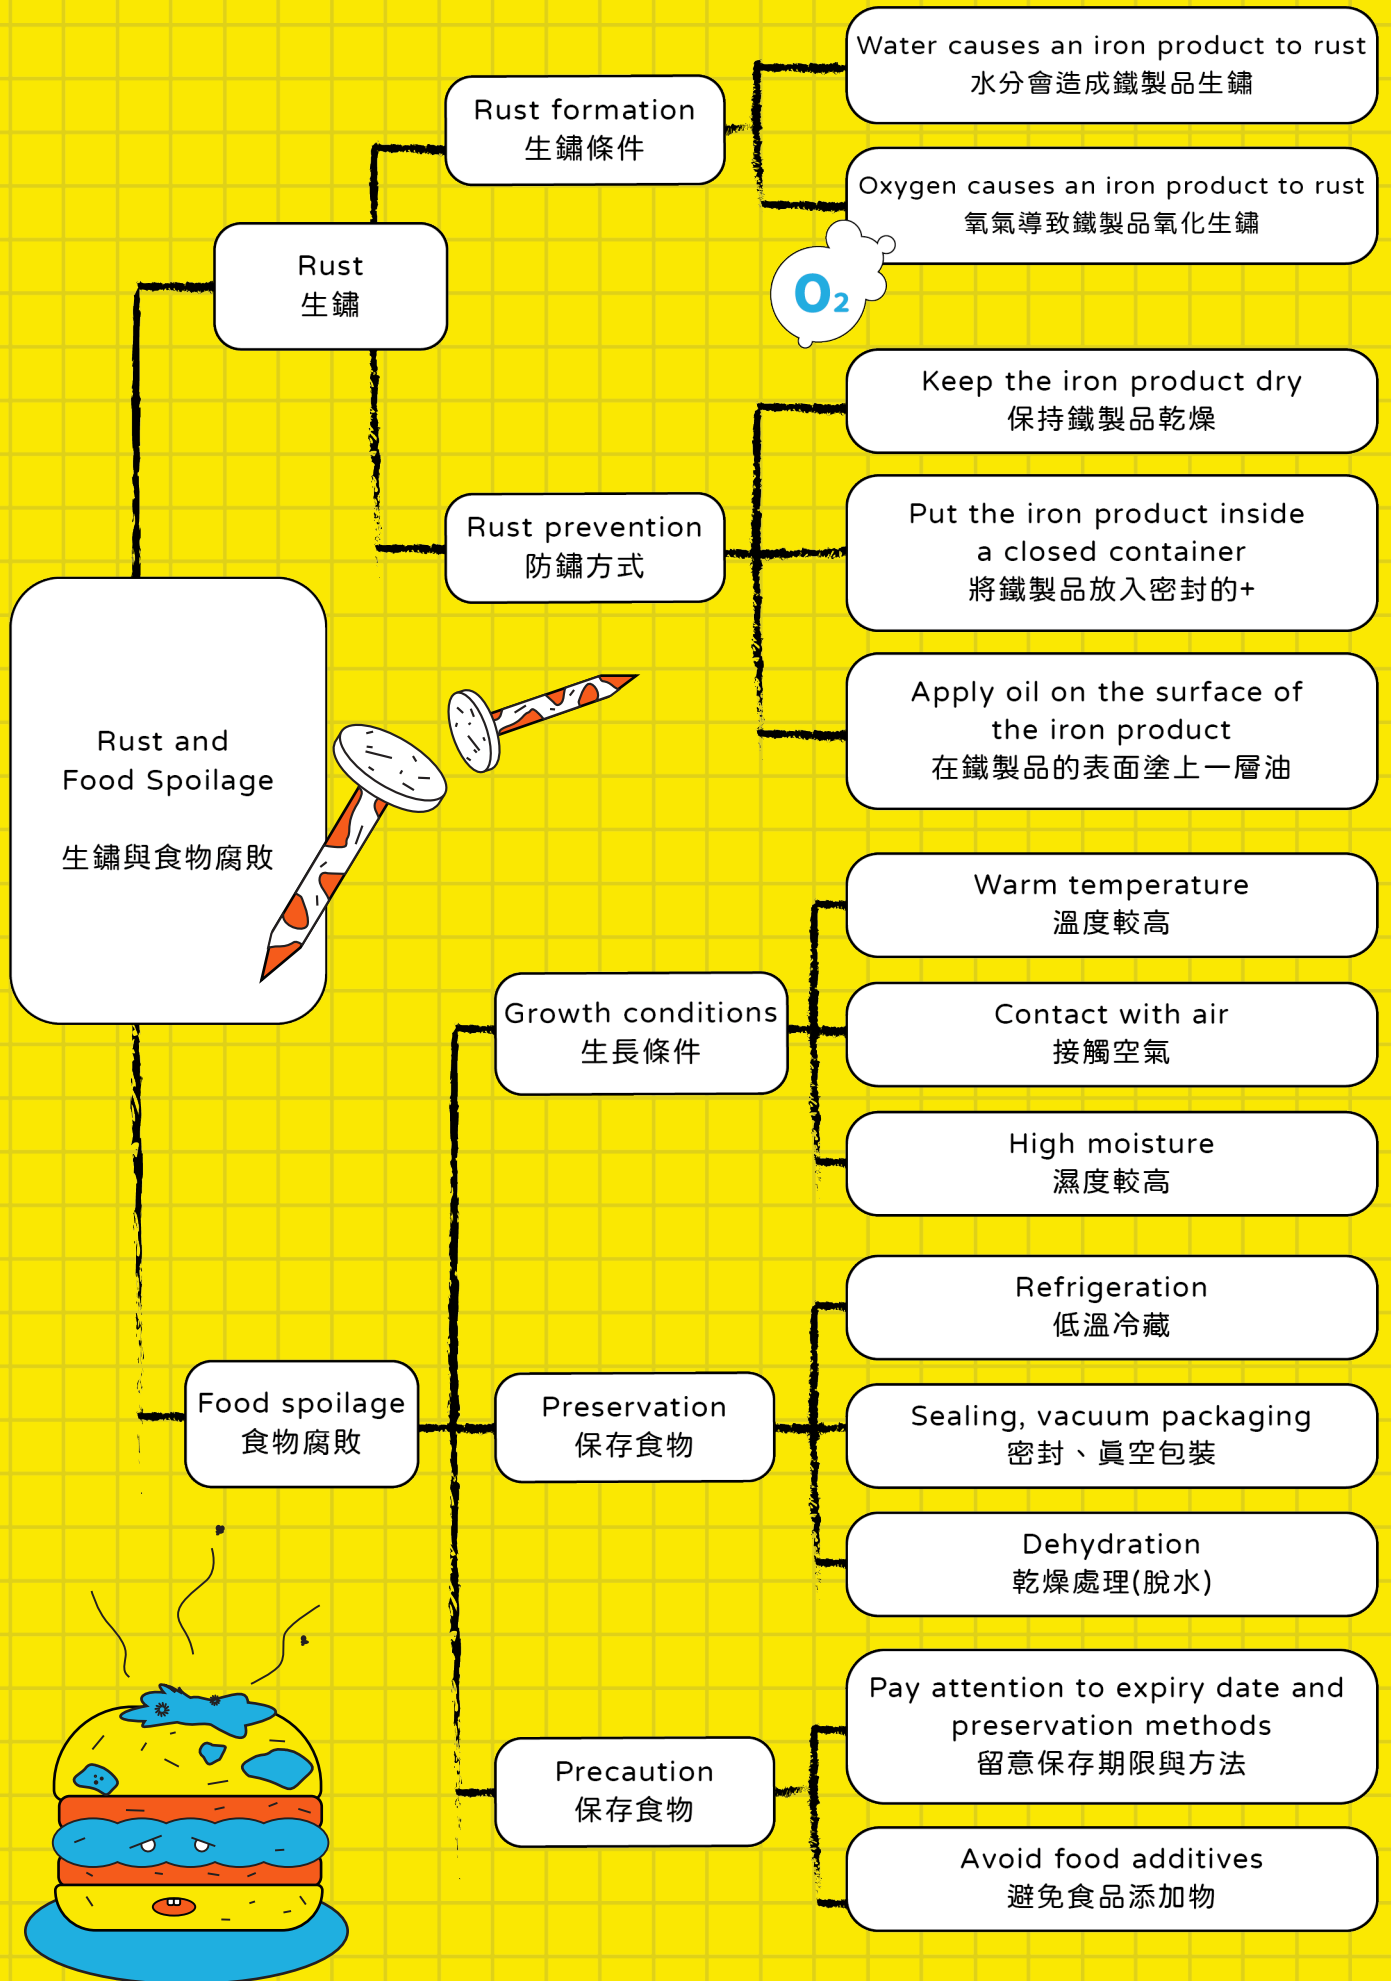 Rust and
Food Spoilage
生鏽與食物腐敗
Rust
生鏽
Rust formation
生鏽條件
Water causes an iron product to rust
水分會造成鐵製品生鏽
Oxygen causes an iron product to rust
氧氣導致鐵製品氧化生鏽
O₂
Rust prevention
防鏽方式
Keep the iron product dry
保持鐵製品乾燥
Put the iron product inside
a closed container
將鐵製品放入密封的+
Apply oil on the surface of
the iron product
在鐵製品的表面塗上一層油
Food spoilage
食物腐敗
Growth conditions
生長條件
Warm temperature
溫度較高
Contact with air
接觸空氣
High moisture
濕度較高
Preservation
保存食物
Refrigeration
低溫冷藏
Sealing, vacuum packaging
密封、真空包裝
Dehydration
乾燥處理(脫水)
Precaution
保存食物
Pay attention to expiry date and
preservation methods
留意保存期限與方法
Avoid food additives
避免食品添加物